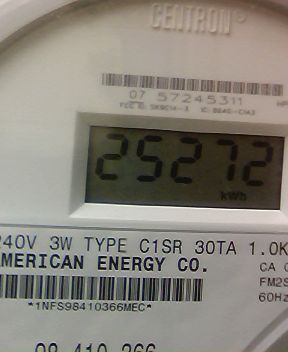 CENTRON®
07 57245311
25272
kWh
240V 3W TYPE C1SR 30TA 1.0K
AMERICAN ENERGY CO.
CA 0
FM2S
60Hz
*1NFS98410366MEC*
98 410 366